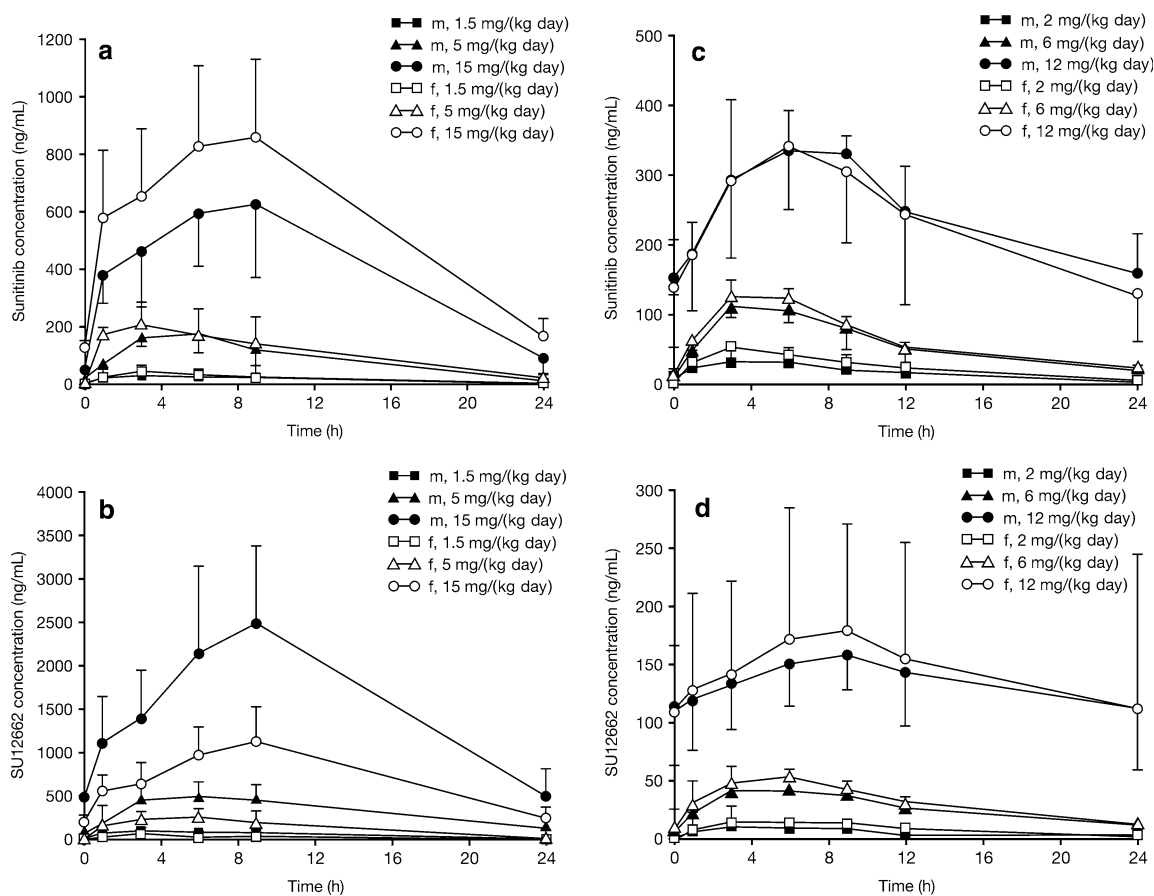 a
m, 1.5 mg/(kg day)
m, 5 mg/(kg day)
m, 15 mg/(kg day)
f, 1.5 mg/(kg day)
f, 5 mg/(kg day)
f, 15 mg/(kg day)
Sunitinib concentration (ng/mL)
1200
1000
800
600
400
200
0
0 4 8 12 16 20 24
Time (h)
c
m, 2 mg/(kg day)
m, 6 mg/(kg day)
m, 12 mg/(kg day)
f, 2 mg/(kg day)
f, 6 mg/(kg day)
f, 12 mg/(kg day)
Sunitinib concentration (ng/mL)
500
400
300
200
100
0
0 4 8 12 16 20 24
Time (h)
b
m, 1.5 mg/(kg day)
m, 5 mg/(kg day)
m, 15 mg/(kg day)
f, 1.5 mg/(kg day)
f, 5 mg/(kg day)
f, 15 mg/(kg day)
SU12662 concentration (ng/mL)
4000
3500
3000
2500
2000
1500
1000
500
0
0 4 8 12 16 20 24
Time (h)
d
m, 2 mg/(kg day)
m, 6 mg/(kg day)
m, 12 mg/(kg day)
f, 2 mg/(kg day)
f, 6 mg/(kg day)
f, 12 mg/(kg day)
SU12662 concentration (ng/mL)
300
250
200
150
100
50
0
0 4 8 12 16 20 24
Time (h)